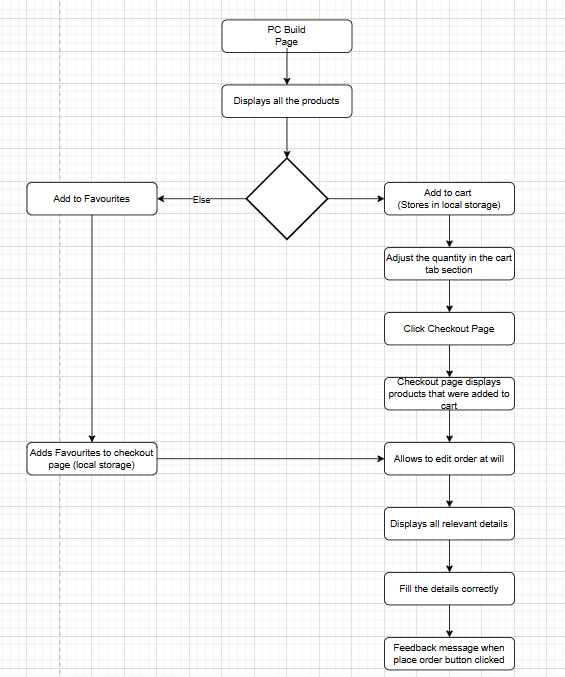 PC Build
Page
Displays all the products
Add to Favourites
Else
Add to cart
(Stores in local storage)
Adjust the quantity in the cart
tab section
Click Checkout Page
Checkout page displays
products that were added to
cart
Adds Favourites to checkout
page (local storage)
Allows to edit order at will
Displays all relevant details
Fill the details correctly
Feedback message when
place order button clicked